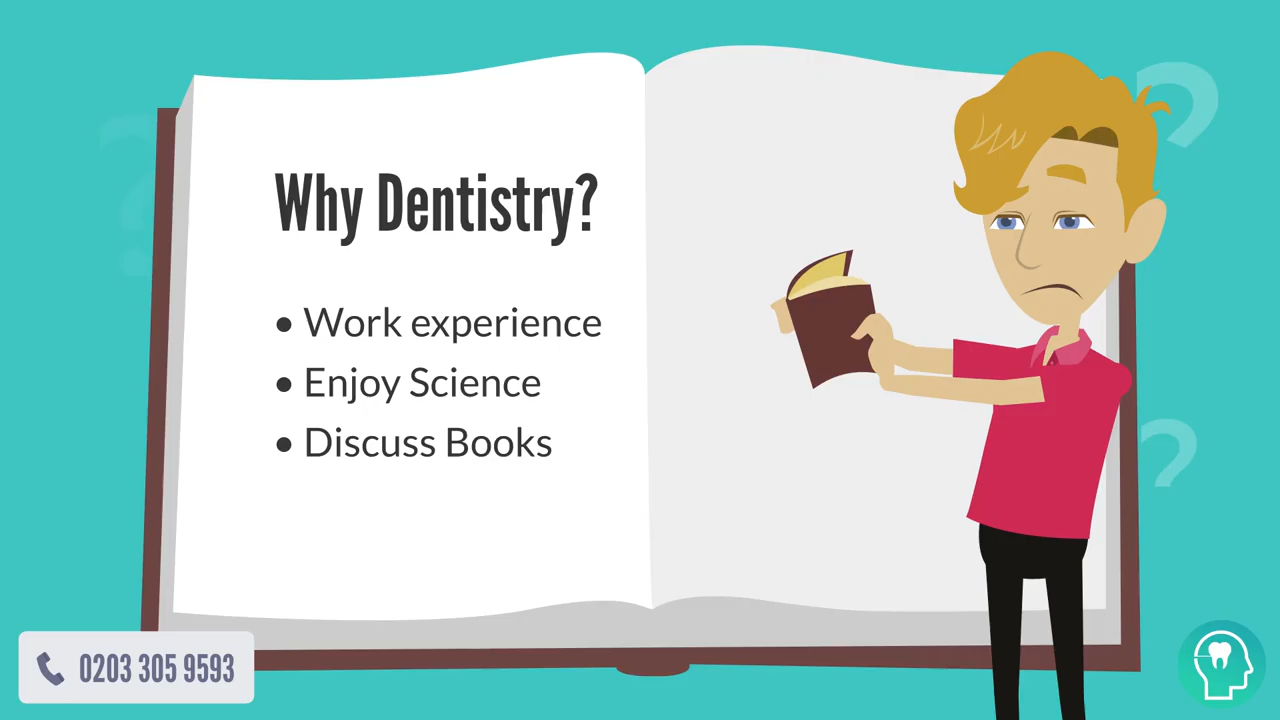 Why Dentistry?
• Work experience
• Enjoy Science
• Discuss Books
0203 305 9593